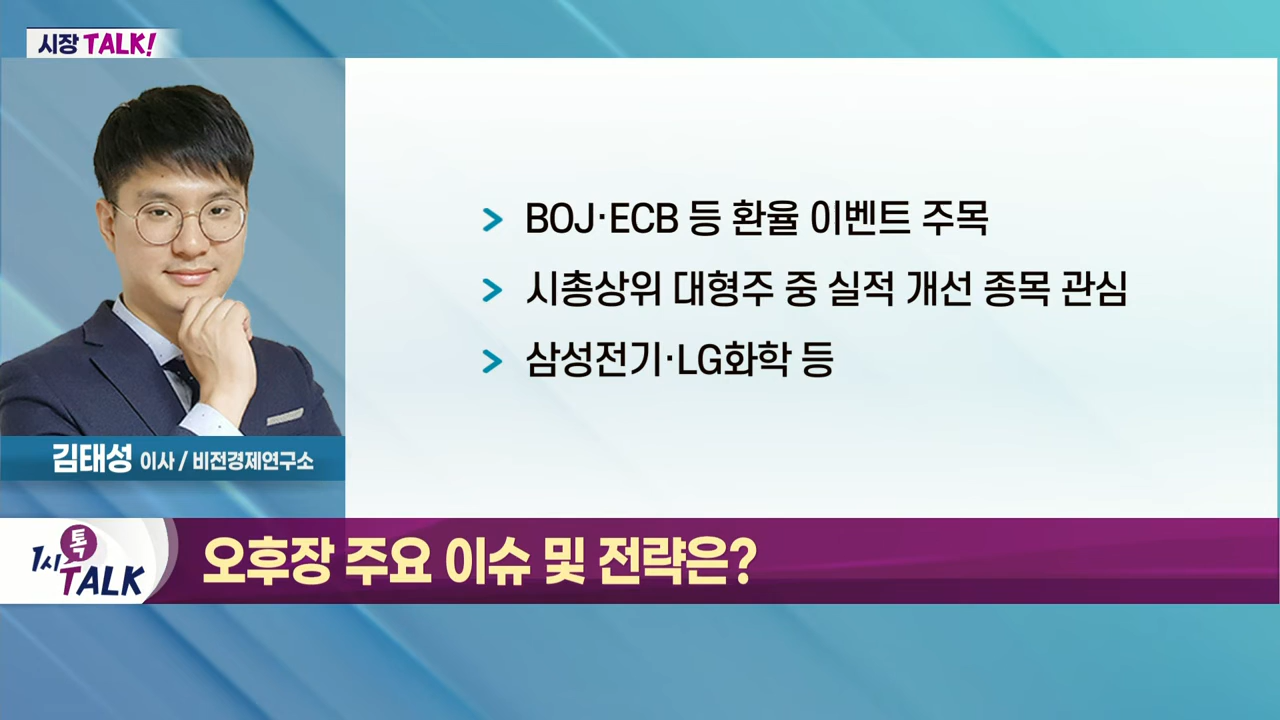 시장 TALK!
> BOJ·ECB 등 환율 이벤트 주목
> 시총상위 대형주 중 실적 개선 종목 관심
> 삼성전기·LG화학 등
김태성 이사 / 비전경제연구소
1시 톡 TALK
오후장 주요 이슈 및 전략은?